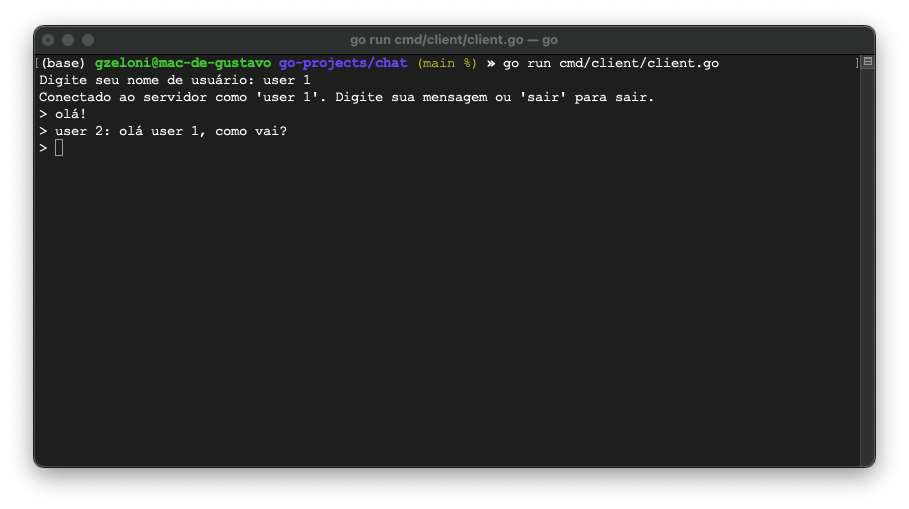 go run cmd/client/client.go — go
[(base) gzeloni@mac-de-gustavo go-projects/chat (main %) » go run cmd/client/client.go ]
Digite seu nome de usuário: user 1
Conectado ao servidor como 'user 1'. Digite sua mensagem ou 'sair' para sair.
> olá!
> user 2: olá user 1, como vai?
>